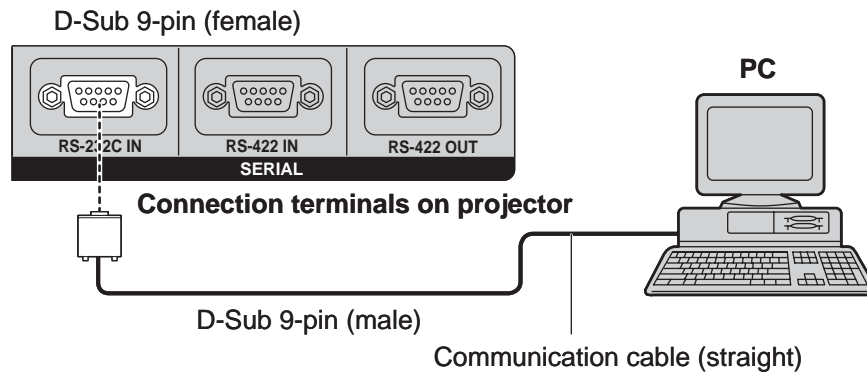 D-Sub 9-pin (female)
PC
RS-232C IN
RS-422 IN
RS-422 OUT
SERIAL
Connection terminals on projector
D-Sub 9-pin (male)
Communication cable (straight)